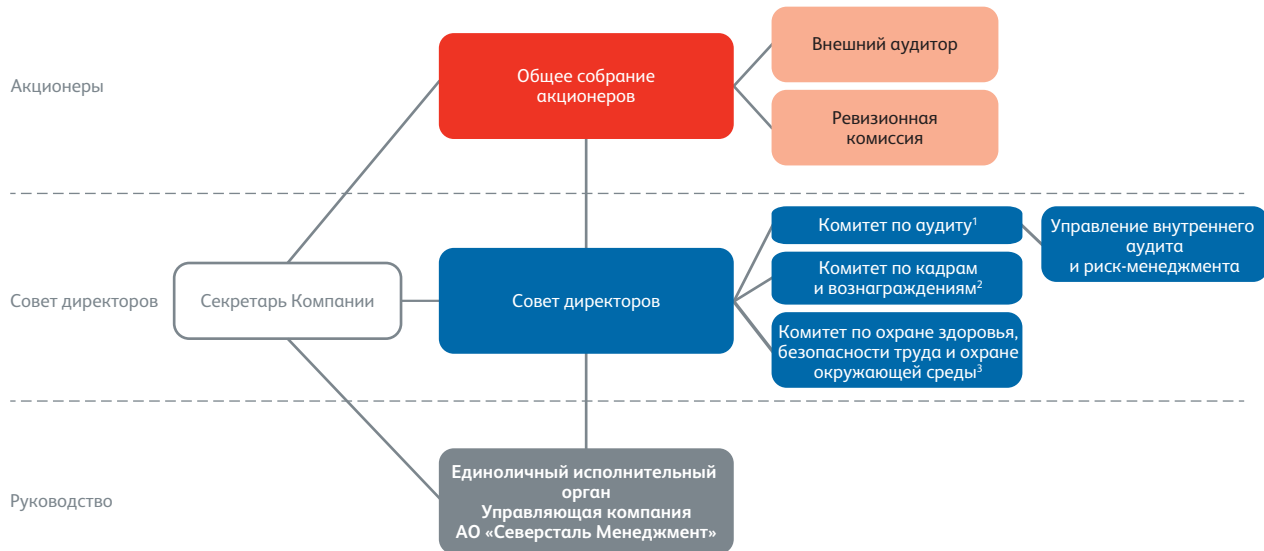 Акционеры
Общее собрание
акционеров
Внешний аудитор
Ревизионная
комиссия
Совет директоров
Секретарь Компании
Совет директоров
Комитет по аудиту¹
Управление внутреннего
аудита
и риск-менеджмента
Комитет по кадрам
и вознаграждениям²
Комитет по охране здоровья,
безопасности труда и охране
окружающей среды³
Руководство
Единоличный исполнительный
орган
Управляющая компания
АО «Северсталь Менеджмент»